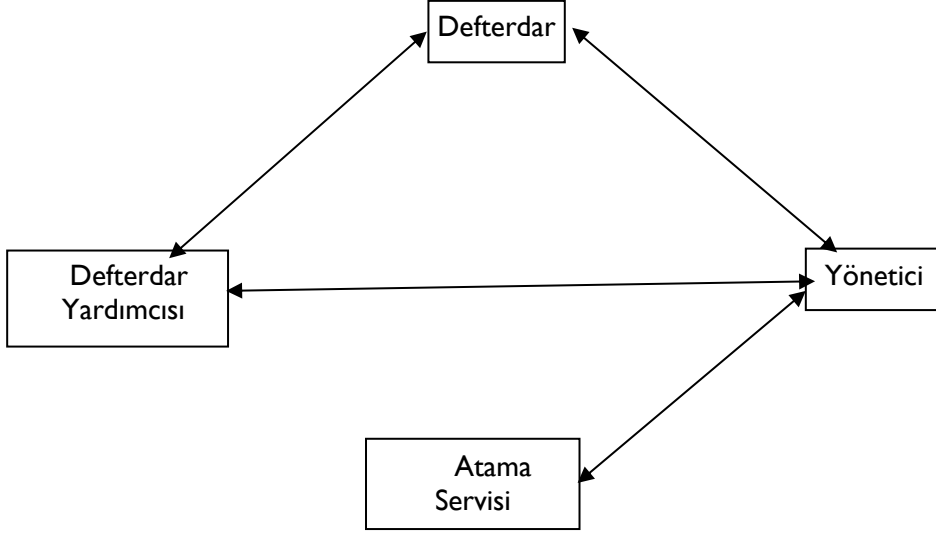 Defterdar
Defterdar
Yardımcısı
Yönetici
Atama
Servisi